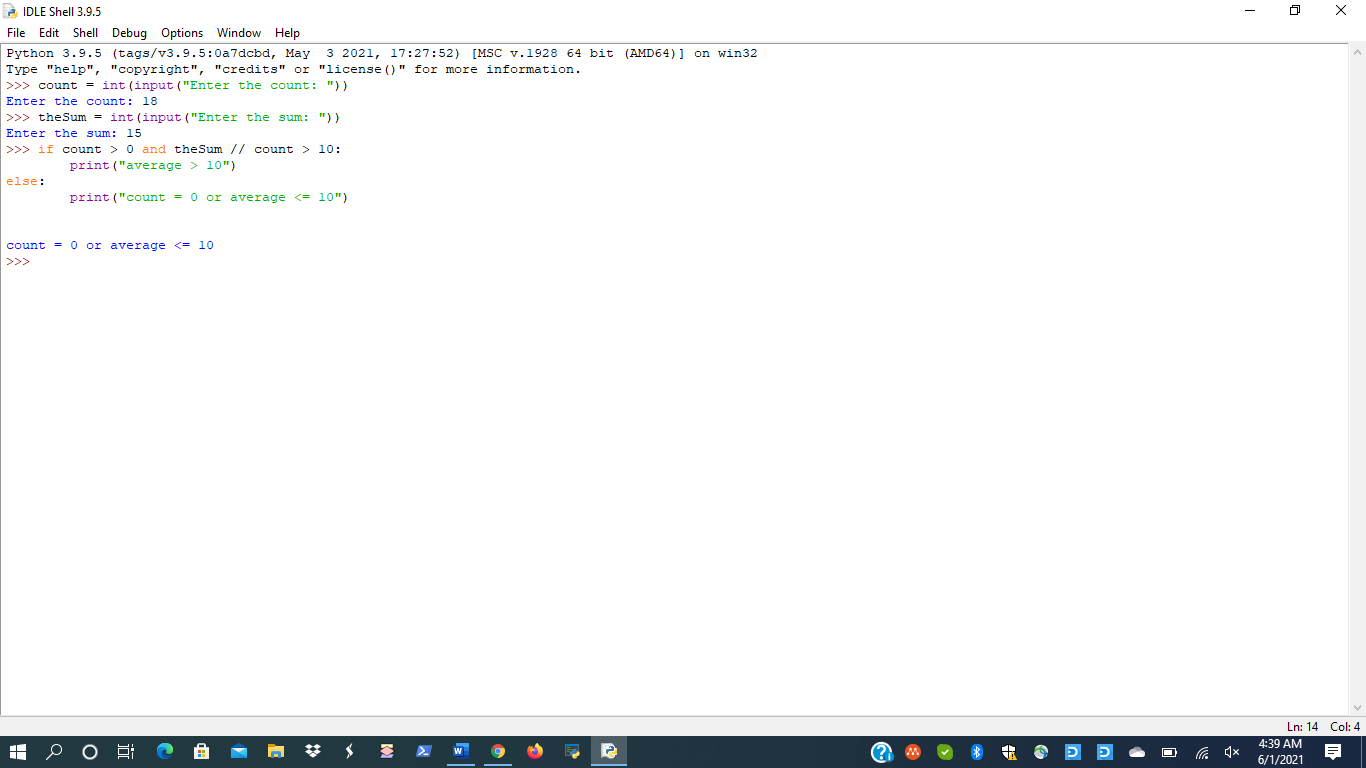 IDLE Shell 3.9.5
File Edit Shell Debug Options Window Help
Python 3.9.5 (tags/v3.9.5:0a7dcbd, May  3 2021, 17:27:52) [MSC v.1928 64 bit (AMD64)] on win32
Type "help", "copyright", "credits" or "license()" for more information.
>>> count = int(input("Enter the count: "))
Enter the count: 18
>>> theSum = int(input("Enter the sum: "))
Enter the sum: 15
>>> if count > 0 and theSum // count > 10:
        print("average > 10")
else:
        print("count = 0 or average <= 10")
count = 0 or average <= 10
>>>
Ln: 14 Col: 4
4:39 AM
6/1/2021